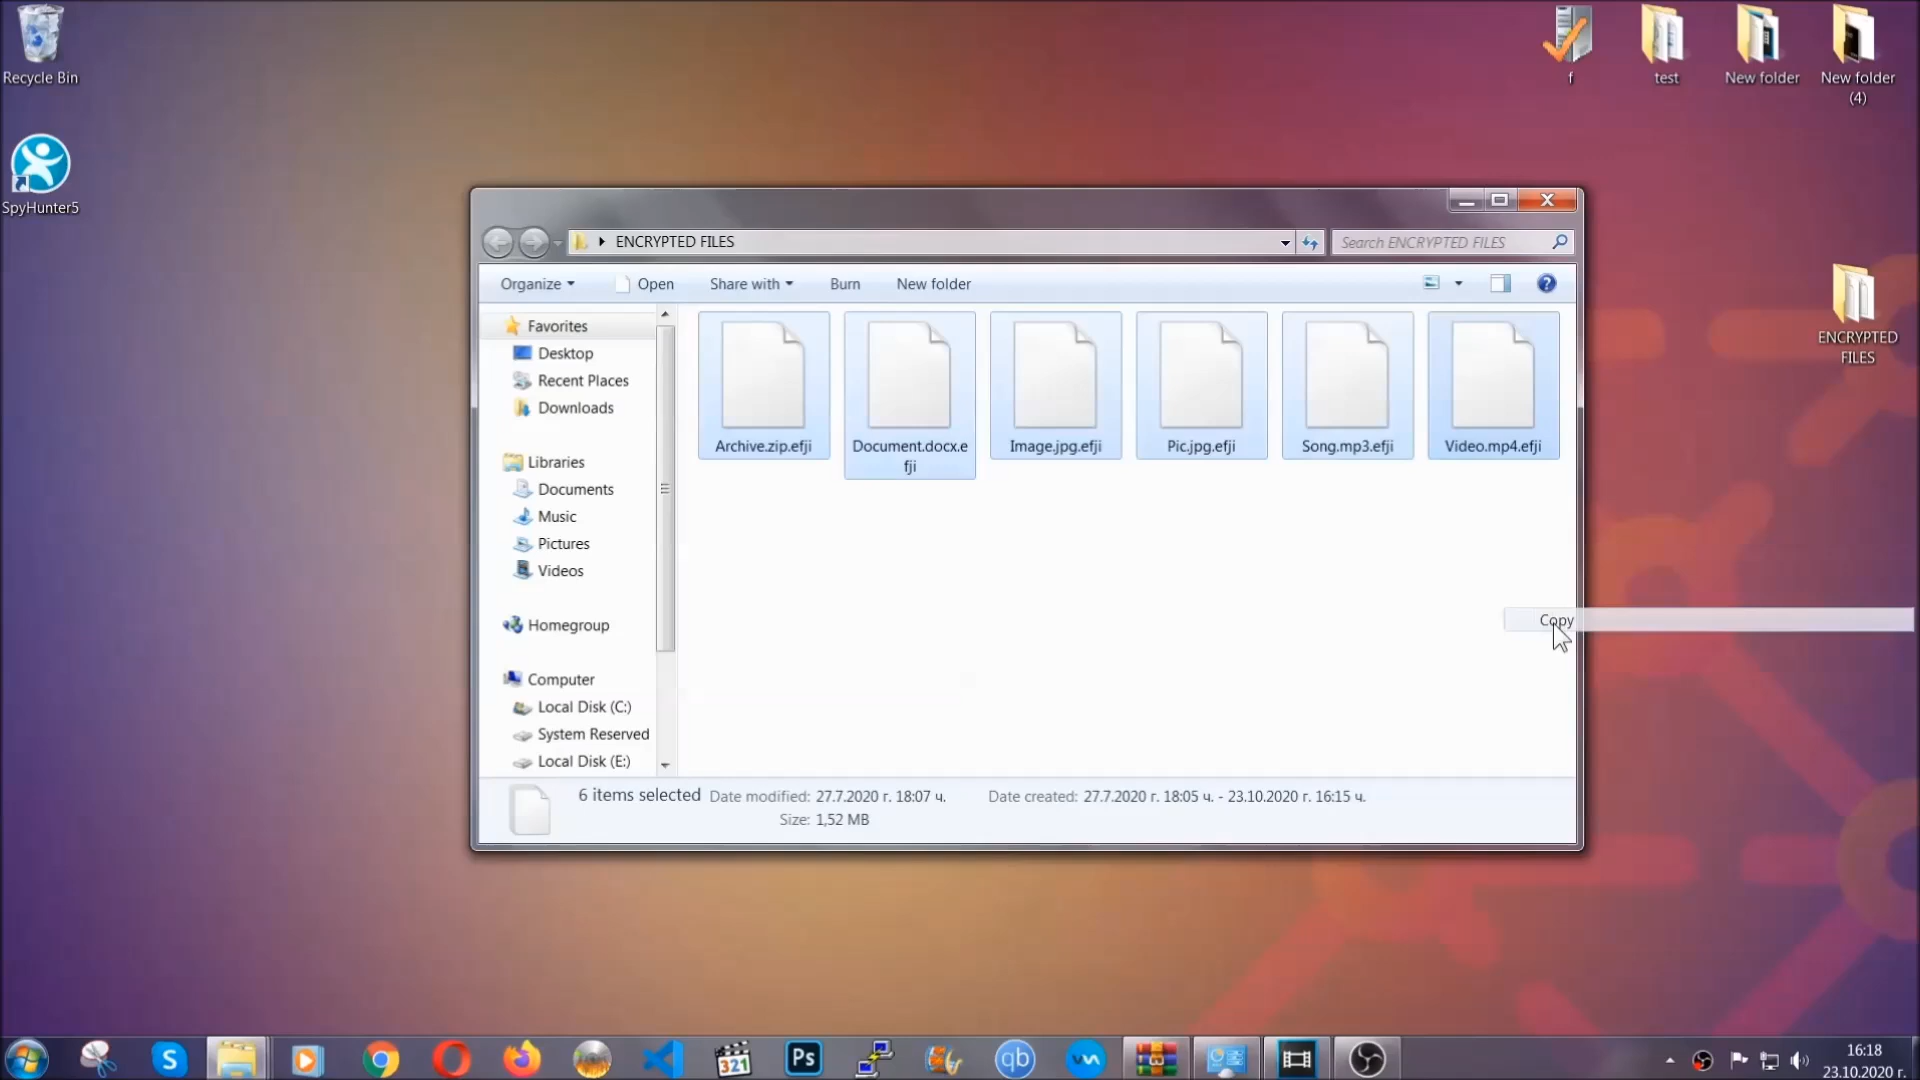 Recycle Bin
SpyHunter5
f
test
New folder
New folder
(4)
ENCRYPTED
FILES
ENCRYPTED FILES
Search ENCRYPTED FILES
Organize
Open
Share with
Burn
New folder
Favorites
Desktop
Recent Places
Downloads
Libraries
Documents
Music
Pictures
Videos
Homegroup
Computer
Local Disk (C:)
System Reserved
Local Disk (E:)
Archive.zip.efji
Document.docx.e
fji
Image.jpg.efji
Pic.jpg.efji
Song.mp3.efji
Video.mp4.efji
Copy
6 items selected Date modified: 27.7.2020 г. 18:07 ч. Date created: 27.7.2020 г. 18:05 ч. - 23.10.2020 г. 16:15 ч.
Size: 1,52 MB
S
321
Ps
qb
16:18
23.10.2020 г.